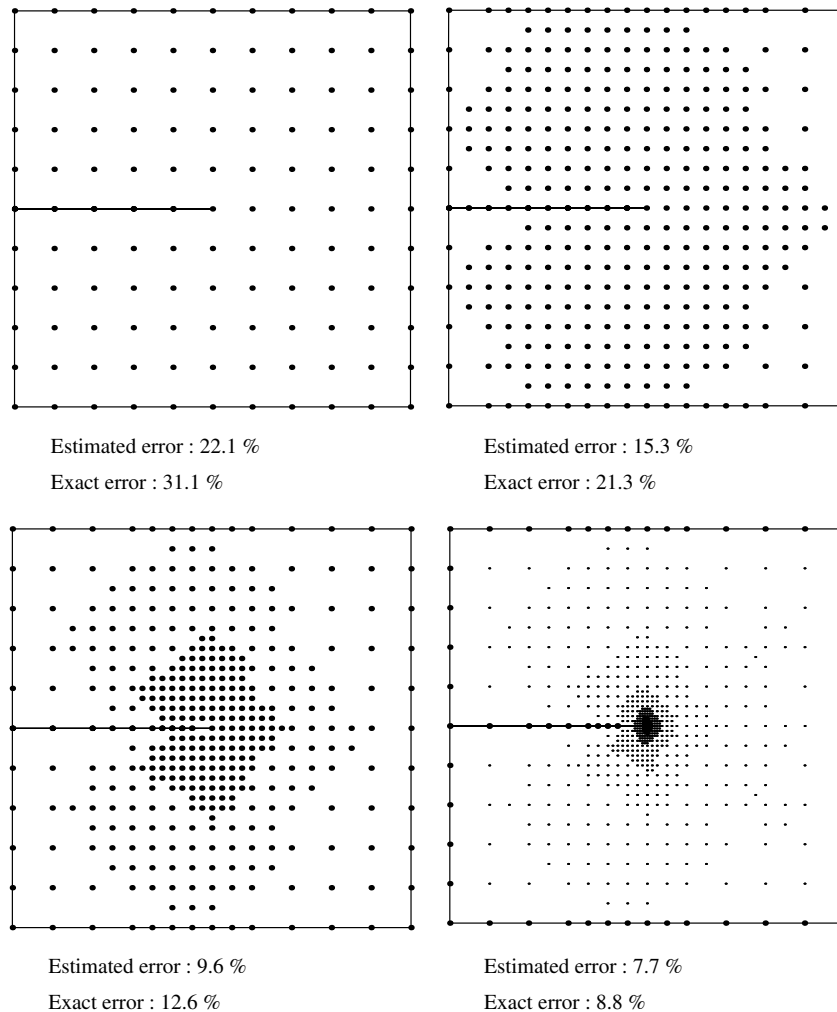 Estimated error : 22.1 %
Exact error : 31.1 %
Estimated error : 15.3 %
Exact error : 21.3 %
Estimated error : 9.6 %
Exact error : 12.6 %
Estimated error : 7.7 %
Exact error : 8.8 %